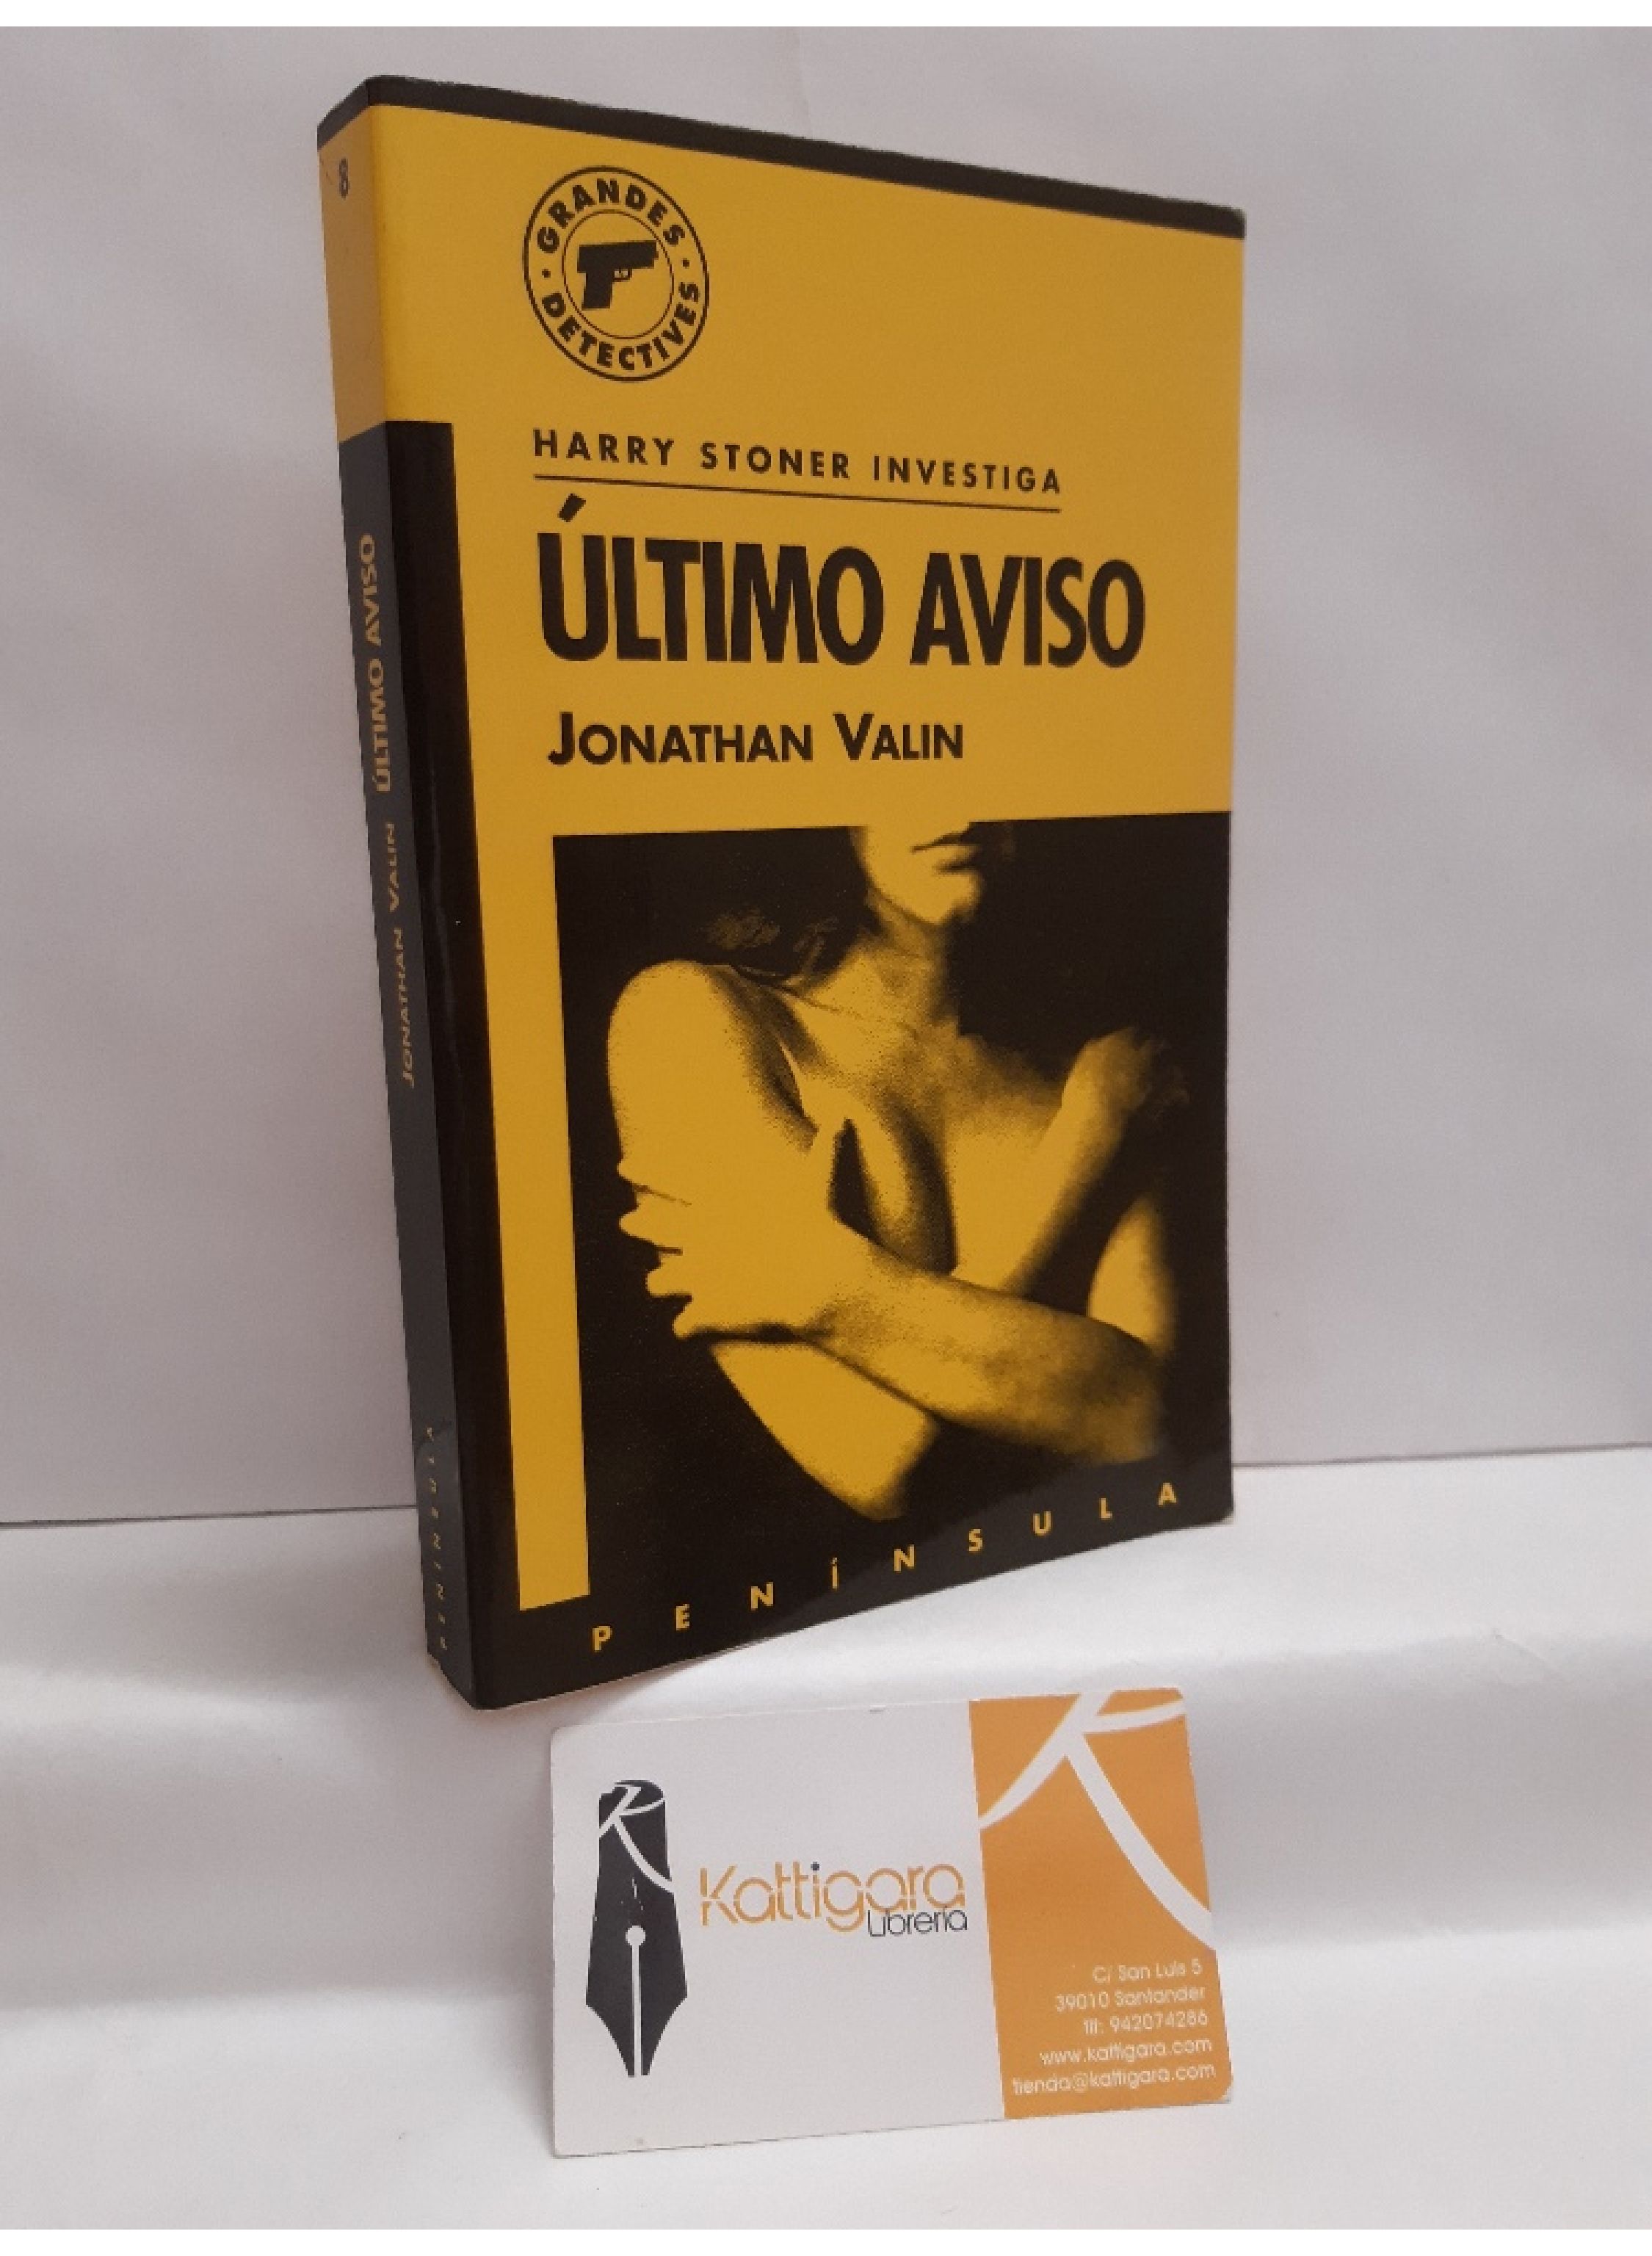 8
GRANDES
DETECTIVES
HARRY STONER INVESTIGA
ÚLTIMO AVISO
JONATHAN VALIN
PENÍNSULA
JONATHAN VALIN ÚLTIMO AVISO
PENÍNSULA
K
Kattigara
Librería
K
C/ San Luis 5
39010 Santander
tlf: 942074286
www.kattigara.com
tienda@kattigara.com